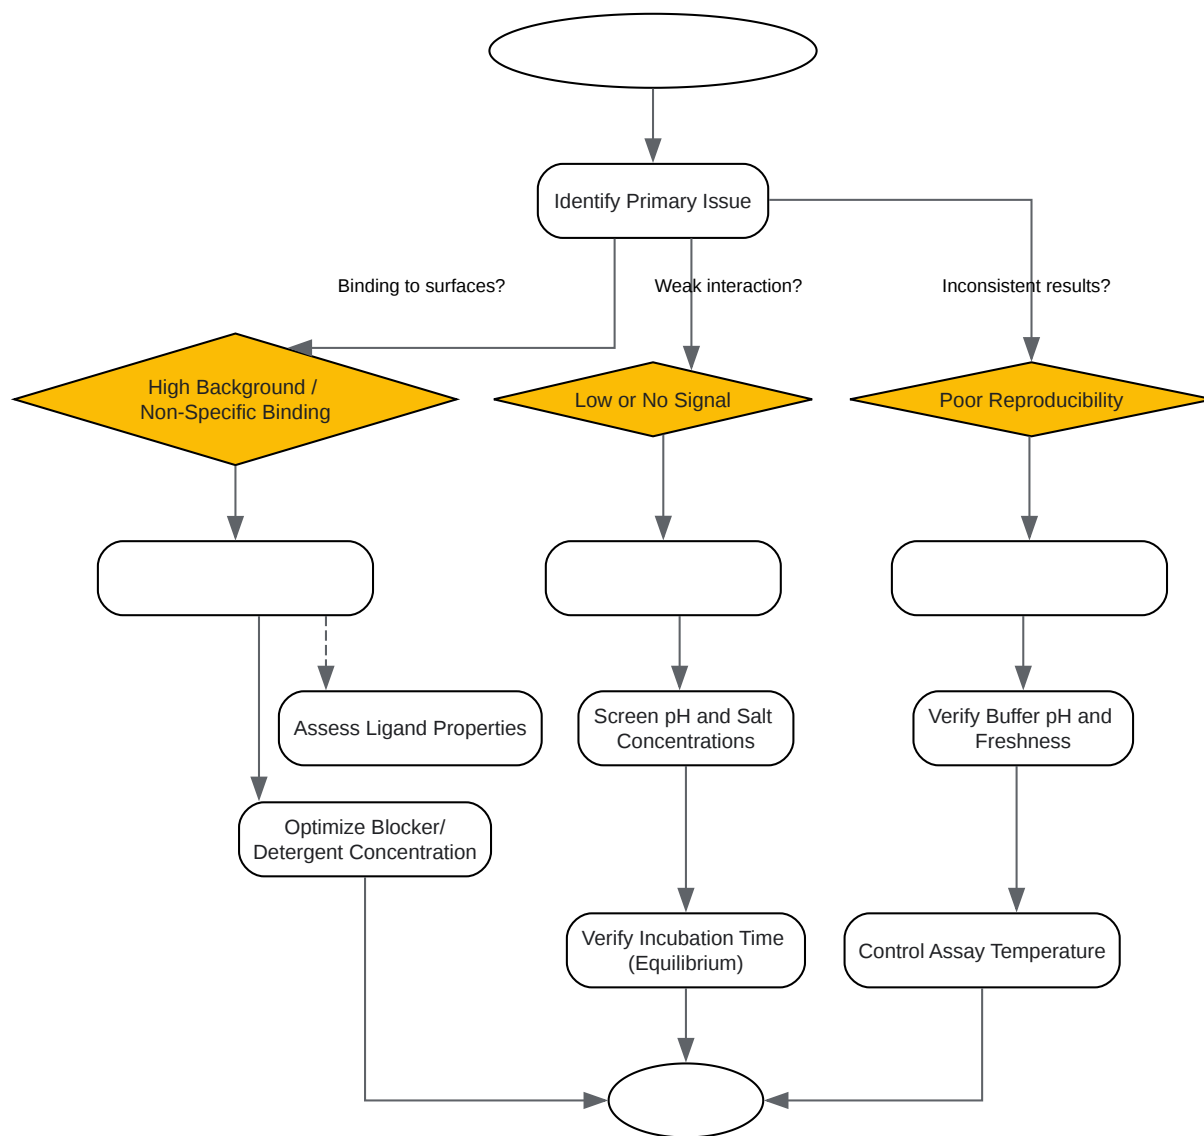 Identify Primary Issue
Binding to surfaces?
Weak interaction?
Inconsistent results?
High Background /
Non-Specific Binding
Low or No Signal
Poor Reproducibility
Assess Ligand Properties
Screen pH and Salt
Concentrations
Verify Buffer pH and
Freshness
Optimize Blocker/
Detergent Concentration
Verify Incubation Time
(Equilibrium)
Control Assay Temperature